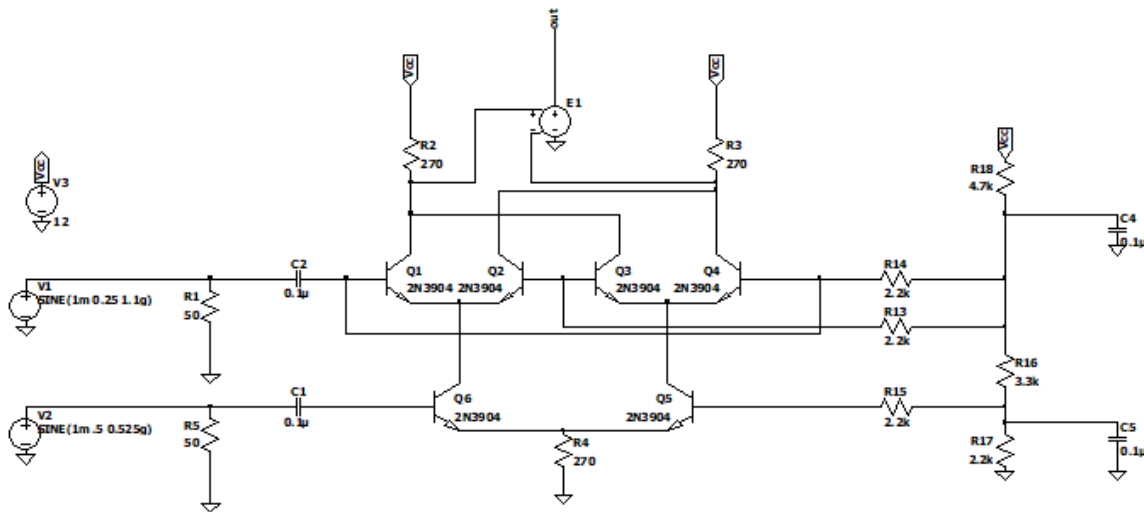 out
Vcc
Vcc
E1
R2
270
R3
270
Vcc
R18
4.7k
Vcc
V3
12
C4
0.1µ
C2
0.1µ
Q1
2N3904
Q2
2N3904
Q3
2N3904
Q4
2N3904
R14
2.2k
V1
SINE(1m 0.25 1.1g)
R1
50
R13
2.2k
R16
3.3k
C1
0.1µ
Q6
2N3904
Q5
2N3904
R15
2.2k
V2
SINE(1m .5 0.525g)
R5
50
R4
270
R17
2.2k
C5
0.1µ